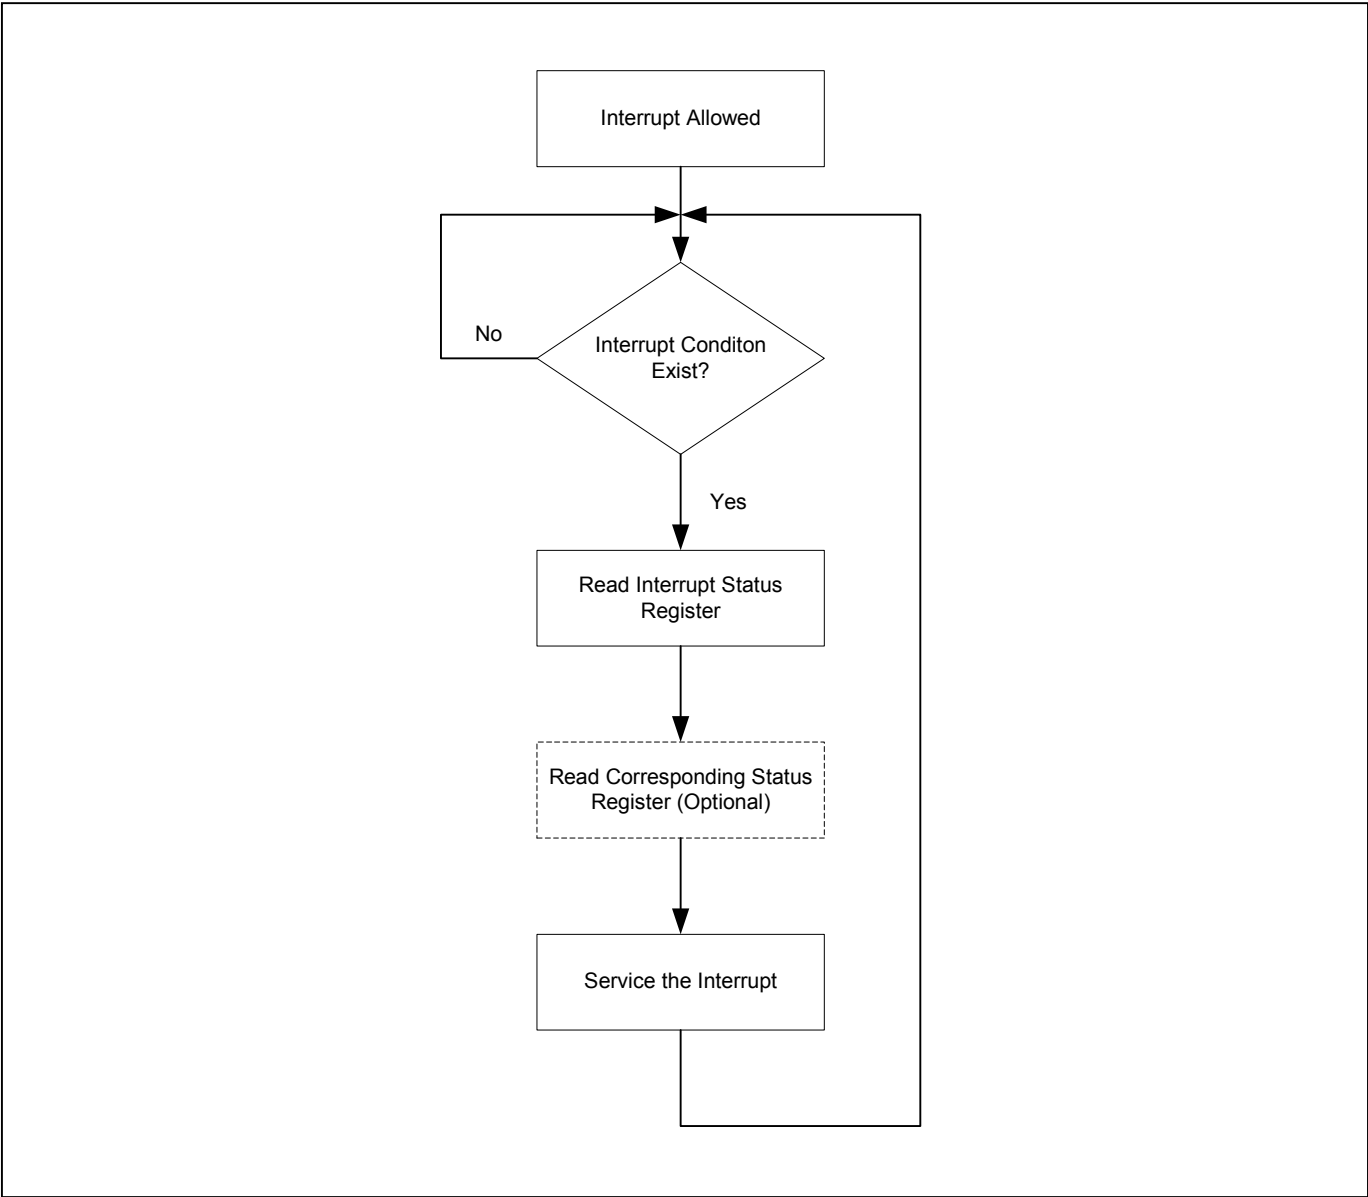 Interrupt Allowed
No
Interrupt Conditon
Exist?
Yes
Read Interrupt Status
Register
Read Corresponding Status
Register (Optional)
Service the Interrupt